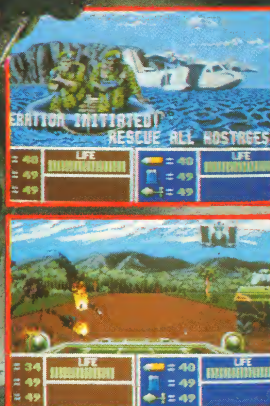 ERATION INITIATED!
RESCUE ALL HOSTAGES
= 48 LIFE = 40 LIFE
= 49 = 49
= 49 = 49
= 34 LIFE = 40 LIFE
= 49 = 49
= 49 = 49